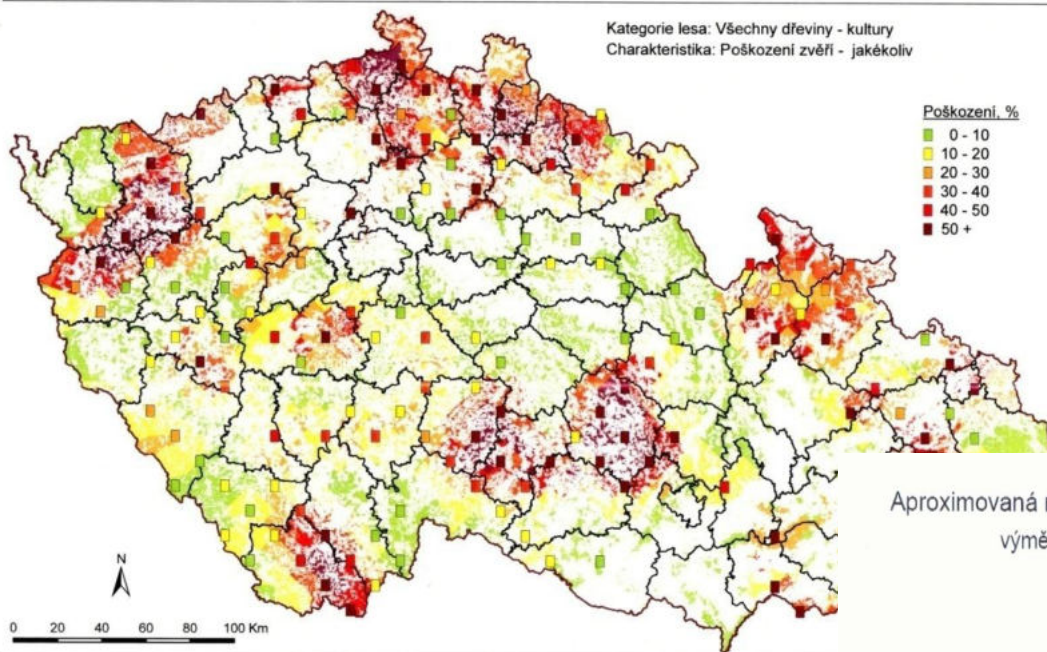 Kategorie lesa: Všechny dřeviny - kultury
Charakteristika: Poškození zvěří - jakékoliv
Poškození, %
0 - 10
10 - 20
20 - 30
30 - 40
40 - 50
50 +
Aproximovaná
výmě
N
0 20 40 60 80 100 Km